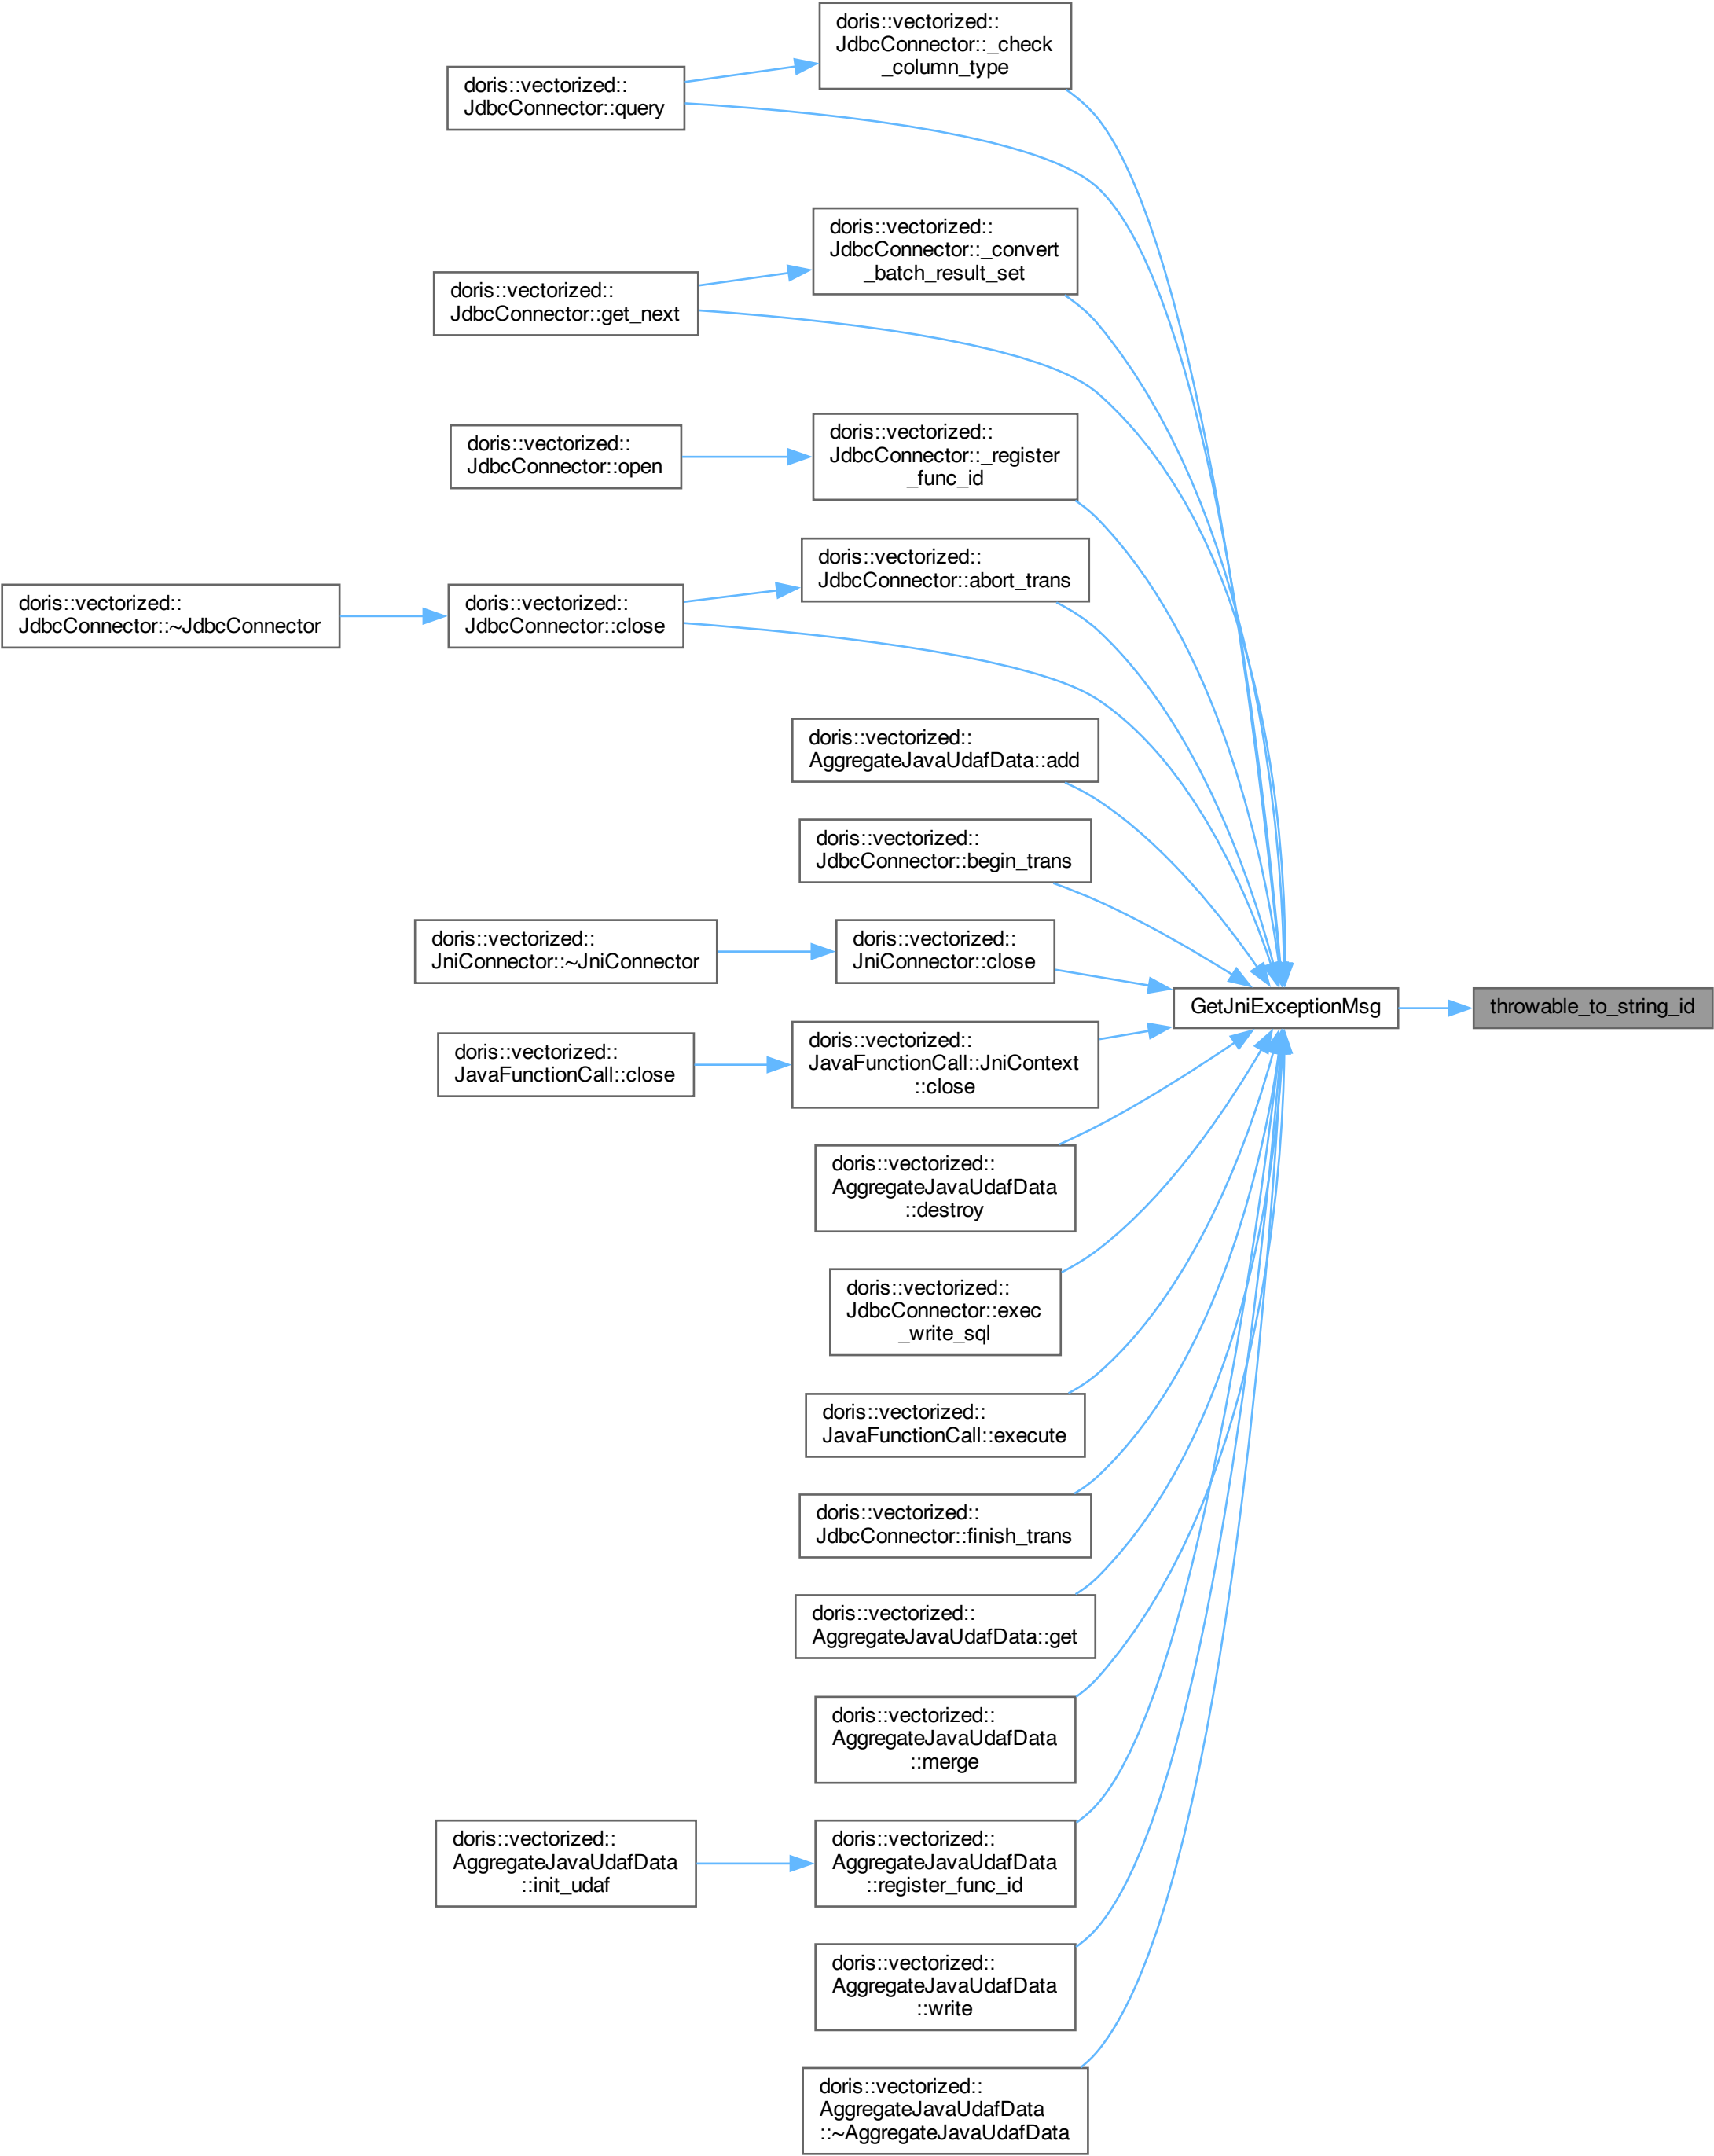 doris::vectorized::
JdbcConnector::_check
_column_type
doris::vectorized::
JdbcConnector::query
doris::vectorized::
JdbcConnector::_convert
_batch_result_set
doris::vectorized::
JdbcConnector::get_next
doris::vectorized::
JdbcConnector::_register
_func_id
doris::vectorized::
JdbcConnector::open
doris::vectorized::
JdbcConnector::abort_trans
doris::vectorized::
JdbcConnector::~JdbcConnector
doris::vectorized::
JdbcConnector::close
doris::vectorized::
AggregateJavaUdafData::add
doris::vectorized::
JdbcConnector::begin_trans
doris::vectorized::
JniConnector::~JniConnector
doris::vectorized::
JniConnector::close
GetJniExceptionMsg
throwable_to_string_id
doris::vectorized::
JavaFunctionCall::close
doris::vectorized::
JavaFunctionCall::JniContext
::close
doris::vectorized::
AggregateJavaUdafData
::destroy
doris::vectorized::
JdbcConnector::exec
_write_sql
doris::vectorized::
JavaFunctionCall::execute
doris::vectorized::
JdbcConnector::finish_trans
doris::vectorized::
AggregateJavaUdafData::get
doris::vectorized::
AggregateJavaUdafData
::merge
doris::vectorized::
AggregateJavaUdafData
::init_udaf
doris::vectorized::
AggregateJavaUdafData
::register_func_id
doris::vectorized::
AggregateJavaUdafData
::write
doris::vectorized::
AggregateJavaUdafData
::~AggregateJavaUdafData